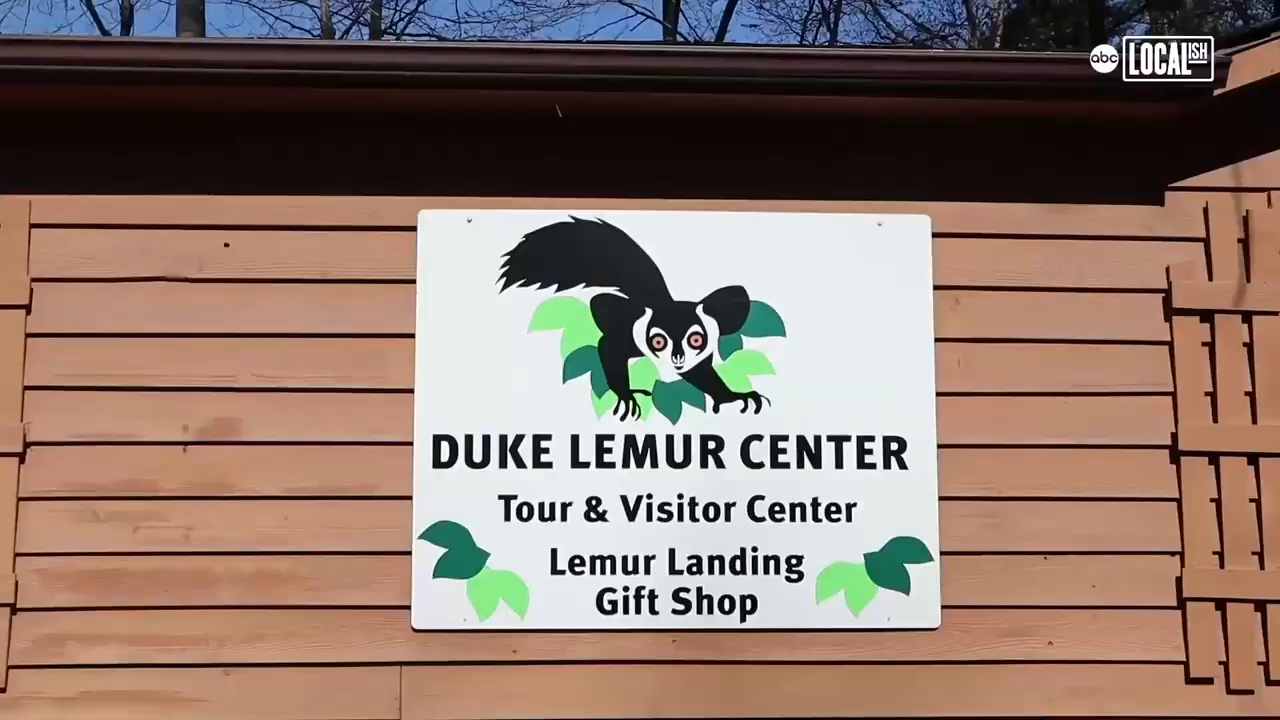 abc LOCALISH
DUKE LEMUR CENTER
Tour & Visitor Center
Lemur Landing
Gift Shop